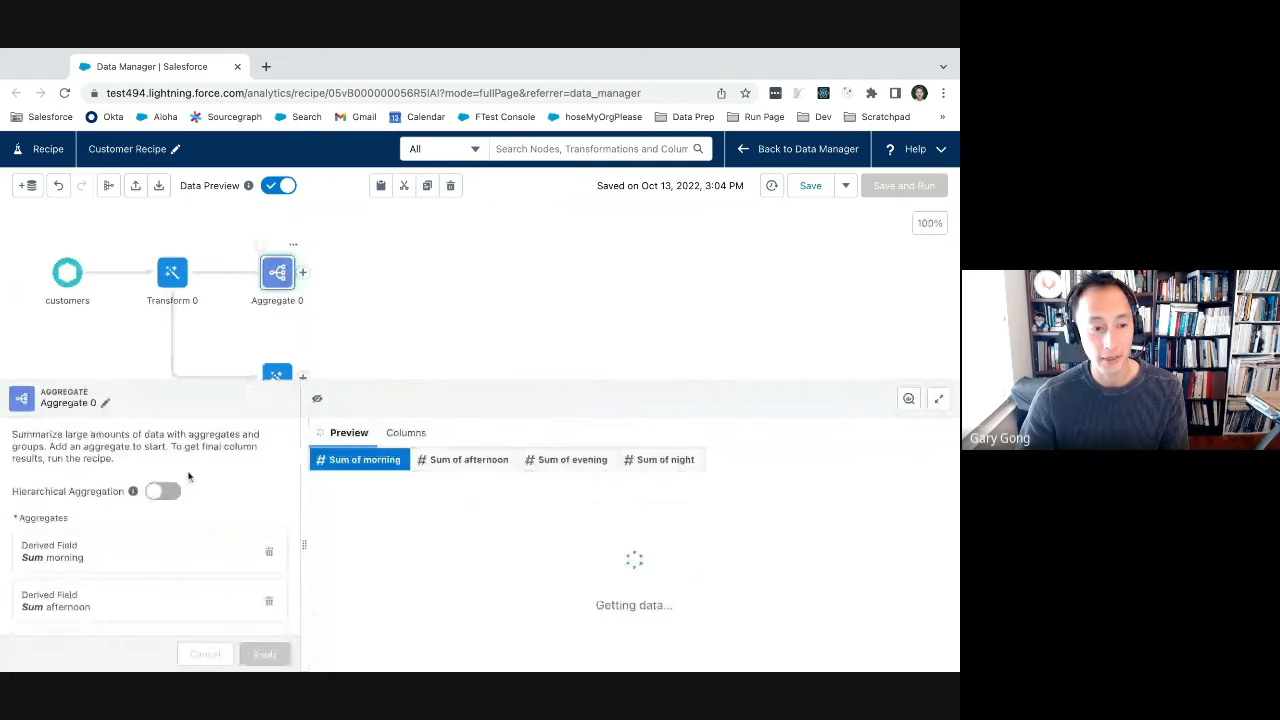 Data Manager | Salesforce
test494.lightning.force.com/analytics/recipe/05vB000000056R5IAI?mode=fullPage&referrer=data_manager
Salesforce Okta Aloha Sourcegraph Search Gmail Calendar FTest Console hoseMyOrgPlease Data Prep Run Page Dev Scratchpad »
Recipe Customer Recipe All Search Nodes, Transformations and Colum Back to Data Manager ? Help
Data Preview Saved on Oct 13, 2022, 3:04 PM Save Save and Run
100%
customers Transform 0 Aggregate 0
AGGREGATE
Aggregate 0
Summarize large amounts of data with aggregates and
groups. Add an aggregate to start. To get final column
results, run the recipe.
Hierarchical Aggregation
* Aggregates
Derived Field
Sum morning
Derived Field
Sum afternoon
Cancel Apply
Preview Columns
# Sum of morning # Sum of afternoon # Sum of evening # Sum of night
Getting data...
Gary Gong